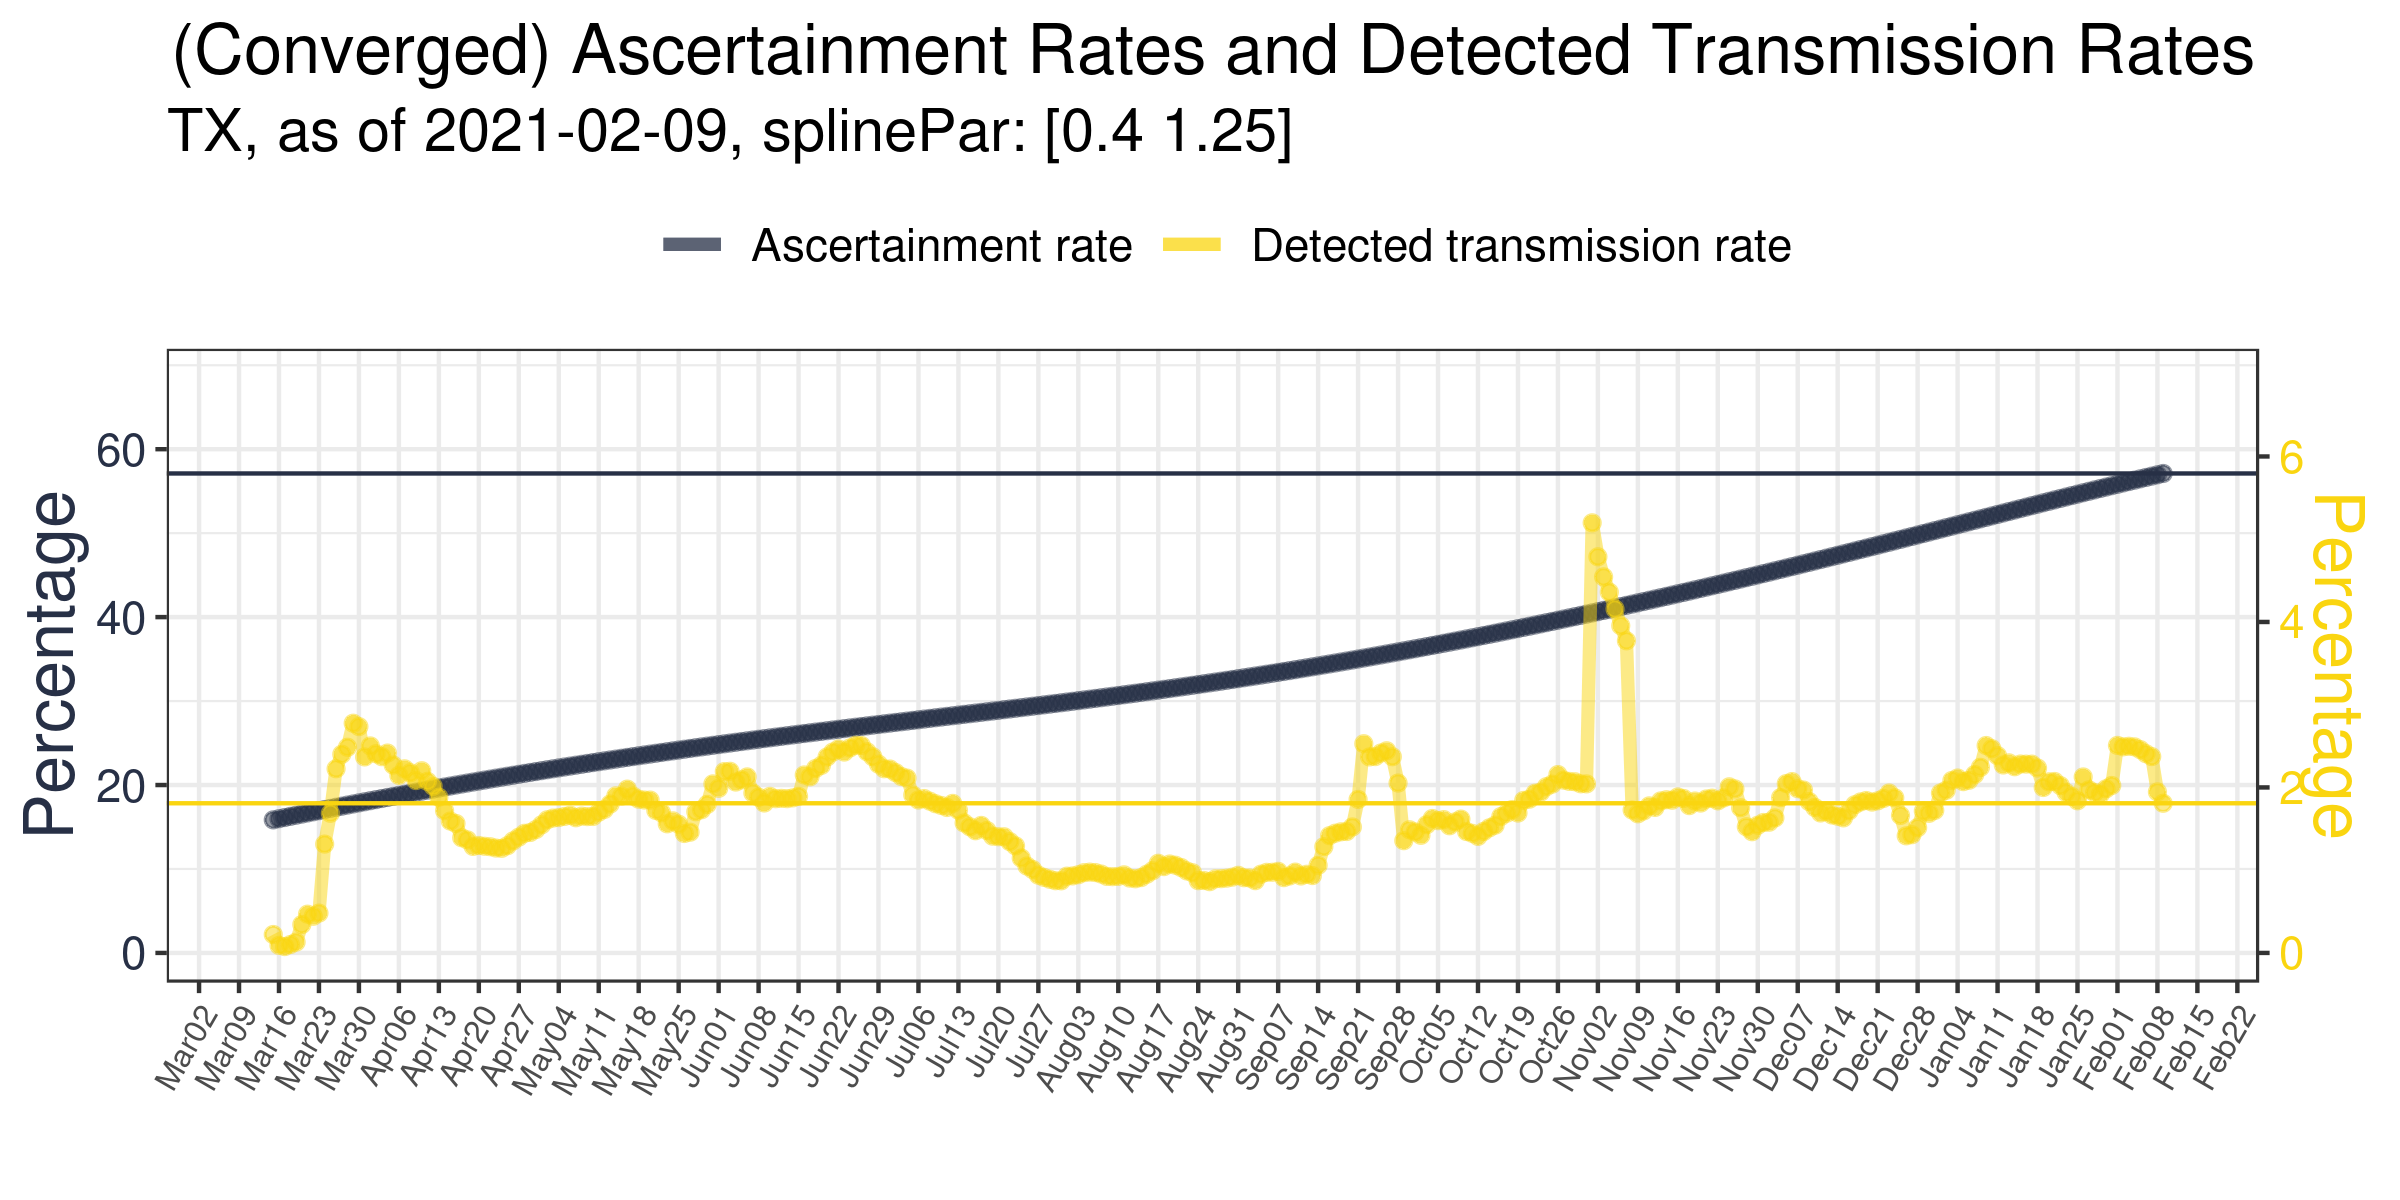 (Converged) Ascertainment Rates and Detected Transmission Rates
TX, as of 2021-02-09, splinePar: [0.4 1.25]
Ascertainment rate Detected transmission rate
Percentage
60
40
20
0
6
4
2
0
Percentage
Mar02 Mar09 Mar16 Mar23 Mar30 Apr06 Apr13 Apr20 Apr27 May04 May11 May18 May25 Jun01 Jun08 Jun15 Jun22 Jun29 Jul06 Jul13 Jul20 Jul27 Aug03 Aug10 Aug17 Aug24 Aug31 Sep07 Sep14 Sep21 Sep28 Oct05 Oct12 Oct19 Oct26 Nov02 Nov09 Nov16 Nov23 Nov30 Dec07 Dec14 Dec21 Dec28 Jan04 Jan11 Jan18 Jan25 Feb01 Feb08 Feb15 Feb22